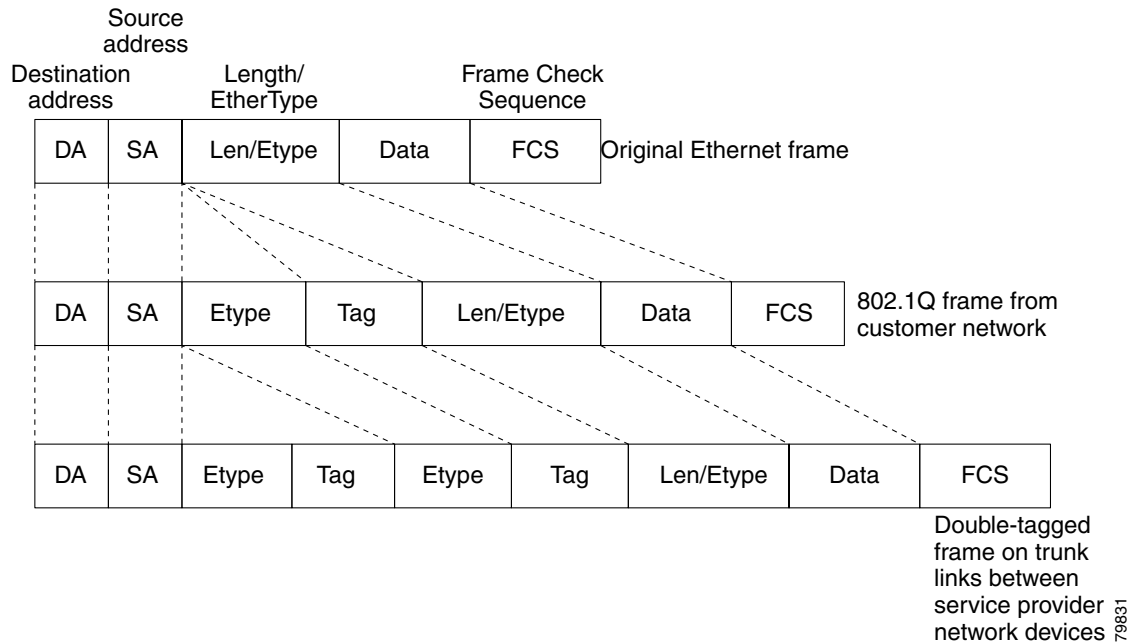 Source
address
Destination
address
Length/
EtherType
Frame Check
Sequence
DA SA Len/Etype Data FCS Original Ethernet frame
DA SA Etype Tag Len/Etype Data FCS
802.1Q frame from
customer network
DA SA Etype Tag Etype Tag Len/Etype Data FCS
Double-tagged
frame on trunk
links between
service provider
network devices
79831